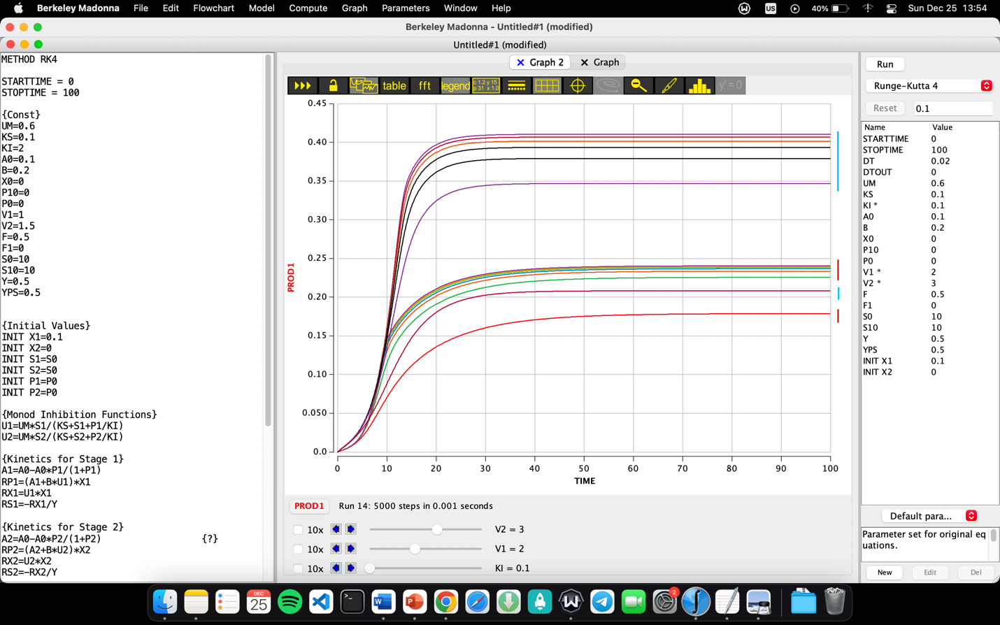 Berkeley Madonna File Edit Flowchart Model Compute Graph Parameters Window Help US 40% Sun Dec 25 13:54
Berkeley Madonna - Untitled#1 (modified)
Untitled#1 (modified)
METHOD RK4
STARTTIME = 0
STOPTIME = 100
{Const}
UM=0.6
KS=0.1
KI=2
A0=0.1
B=0.2
X0=0
P10=0
P0=0
V1=1
V2=1.5
F=0.5
F1=0
S0=10
S10=10
Y=0.5
YPS=0.5
{Initial Values}
INIT X1=0.1
INIT X2=0
INIT S1=S0
INIT S2=S0
INIT P1=P0
INIT P2=P0
{Monod Inhibition Functions}
U1=UM*S1/(KS+S1+P1/KI)
U2=UM*S2/(KS+S2+P2/KI)
{Kinetics for Stage 1}
A1=A0-A0*P1/(1+P1)
RP1=(A1+B*U1)*X1
RX1=U1*X1
RS1=-RX1/Y
{Kinetics for Stage 2}
A2=A0-A0*P2/(1+P2) {?}
RP2=(A2+B*U2)*X2
RX2=U2*X2
RS2=-RX2/Y
Graph 2 Graph
table fft legend c 1.2 y 15 p 31 x 1.0 y' = 0
0.45
0.40
0.35
0.30
0.25
0.20
0.15
0.10
0.050
0.0
PROD1
0 10 20 30 40 50 60 70 80 90 100
TIME
PROD1 Run 14: 5000 steps in 0.001 seconds
10x V2 = 3
10x V1 = 2
10x KI = 0.1
Run
Runge-Kutta 4
Reset 0.1
Name Value
STARTTIME 0
STOPTIME 100
DT 0.02
DTOUT 0
UM 0.6
KS 0.1
KI * 0.1
A0 0.1
B 0.2
X0 0
P10 0
P0 0
V1 * 2
V2 * 3
F 0.5
F1 0
S0 10
S10 10
Y 0.5
YPS 0.5
INIT X1 0.1
INIT X2 0
Default para...
Parameter set for original eq
uations.
New Edit Del
DEC
25
2